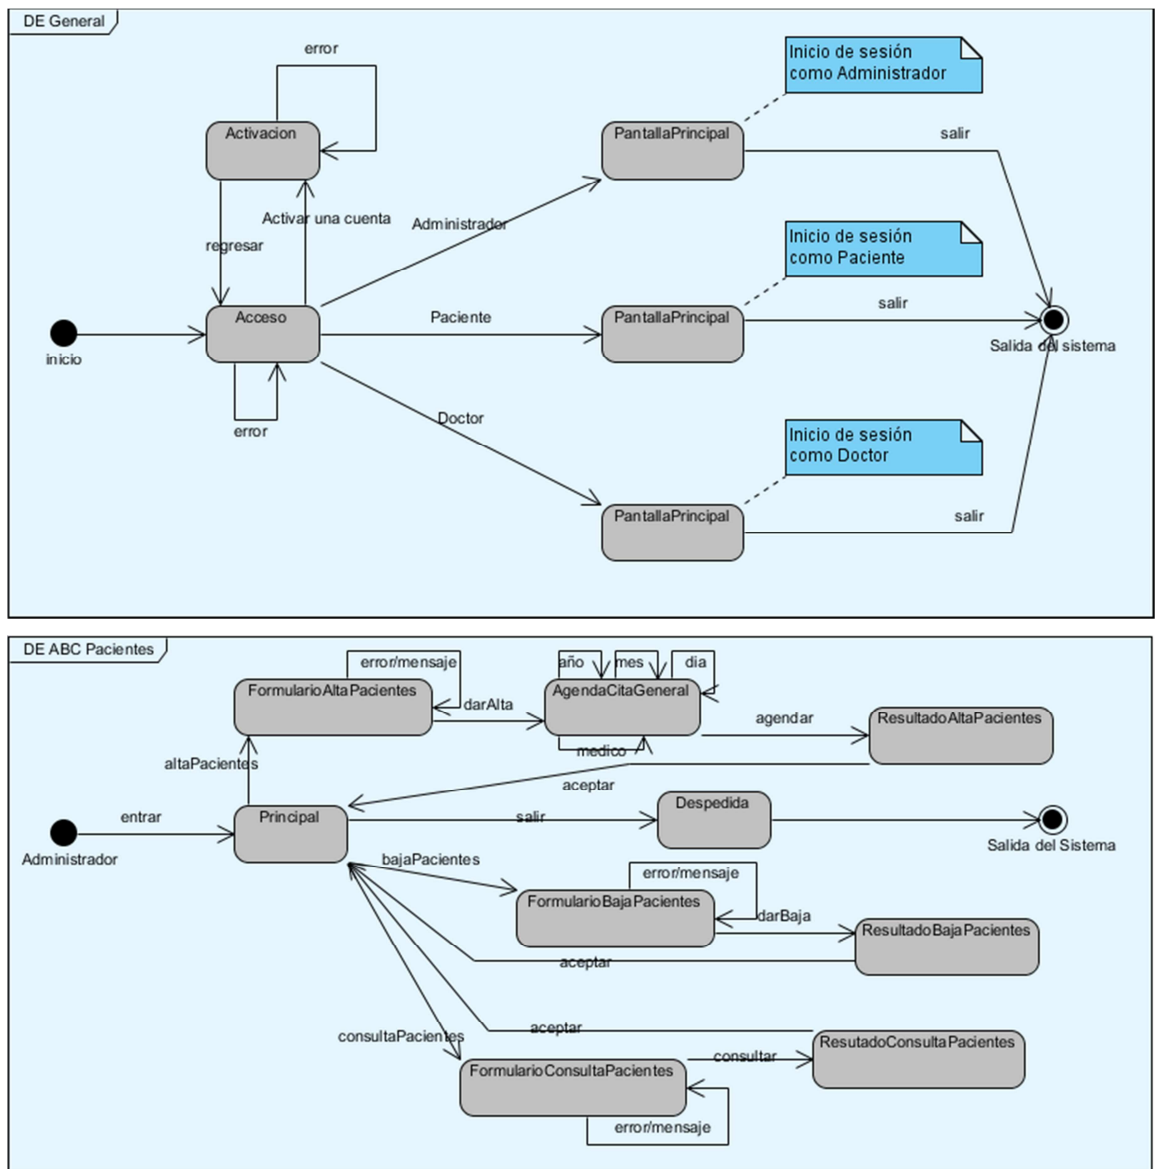 DE General
error
Inicio de sesión
como Administrador
Activacion
PantallaPrincipal
salir
Activar una cuenta
Administrador
regresar
Inicio de sesión
como Paciente
Acceso
Paciente
PantallaPrincipal
salir
inicio
Salida del sistema
error
Doctor
Inicio de sesión
como Doctor
PantallaPrincipal
salir
DE ABC Pacientes
error/mensaje
año
mes
dia
FormularioAltaPacientes
AgendaCitaGeneral
darAlta
agendar
ResultadoAltaPacientes
medico
altaPacientes
aceptar
entrar
Principal
salir
Despedida
Administrador
Salida del Sistema
bajaPacientes
error/mensaje
FormularioBajaPacientes
darBaja
ResultadoBajaPacientes
aceptar
aceptar
consultaPacientes
ResutadoConsultaPacientes
consultar
FormularioConsultaPacientes
error/mensaje